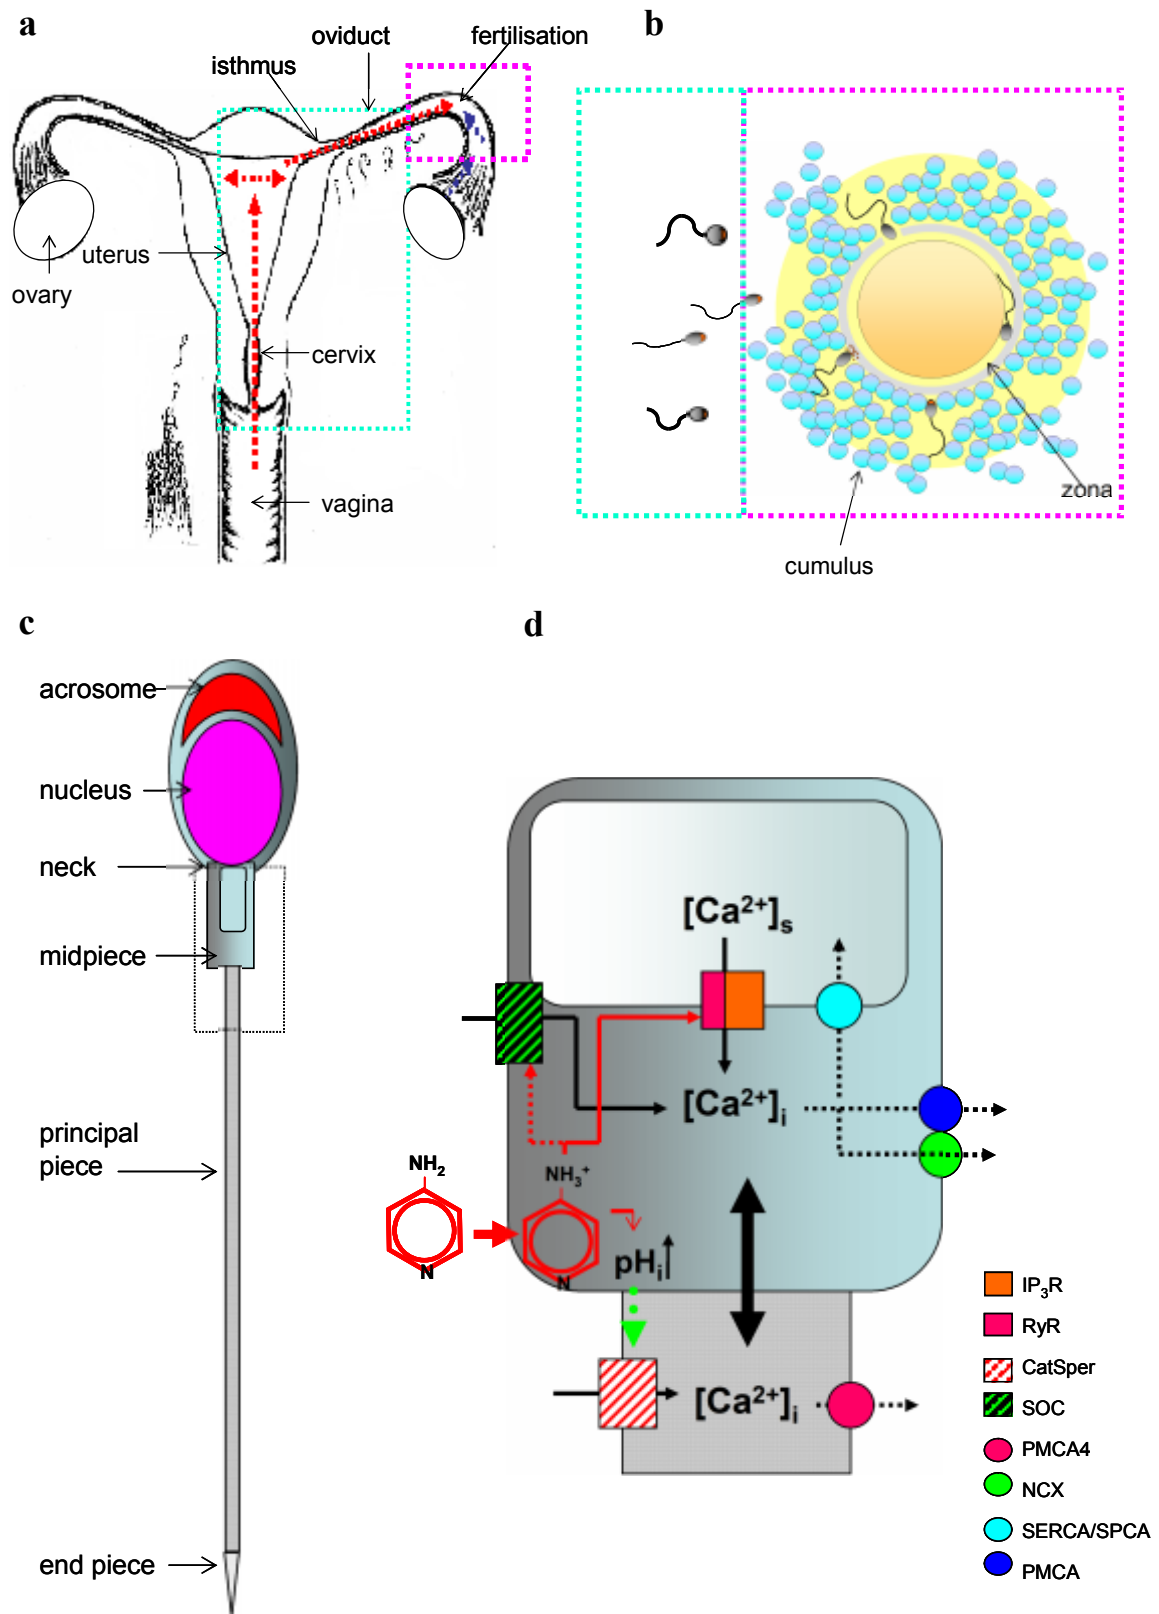 a
oviduct
fertilisation
isthmus
uterus
ovary
cervix
vagina
b
zona
cumulus
c
acrosome
nucleus
neck
midpiece
principal
piece
end piece
d
[Ca²⁺]ₛ
[Ca²⁺]ᵢ
NH₂
N
NH₃⁺
N
pHᵢ
[Ca²⁺]ᵢ
IP₃R
RyR
CatSper
SOC
PMCA4
NCX
SERCA/SPCA
PMCA